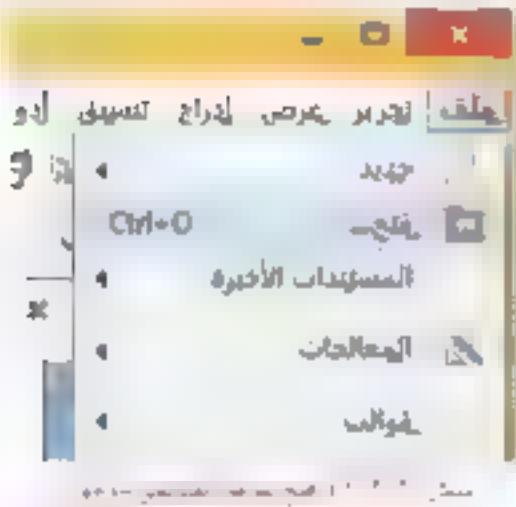 ملف تحرير عرض إدراج تنسيق أدو
جديد
فتح... Ctrl+O
المستندات الأخيرة
المعالجات
قوالب